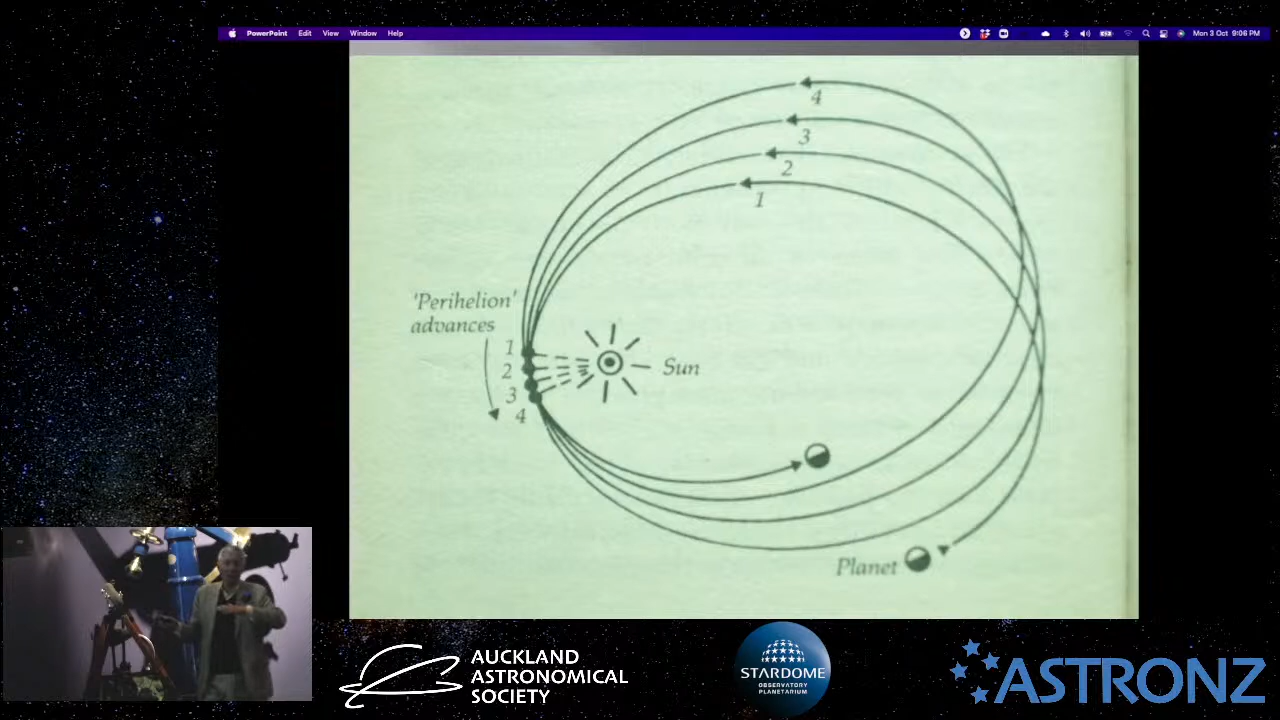 PowerPoint Edit View Window Help
Mon 3 Oct 9:06 PM
4
3
2
1
'Perihelion'
advances
1
2
3
4
Sun
Planet
AUCKLAND
ASTRONOMICAL
SOCIETY
STARDOME
OBSERVATORY
PLANETARIUM
ASTRONZ